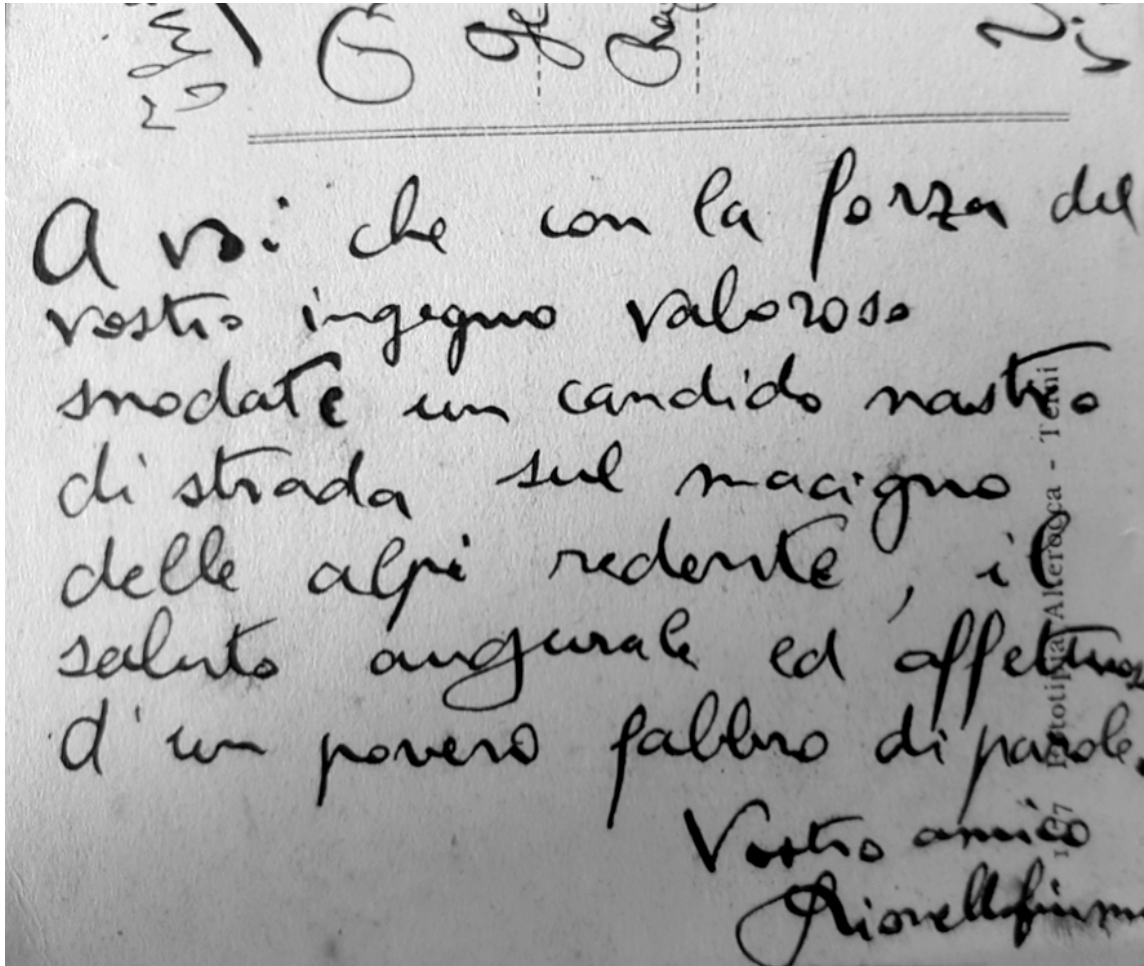 A voi che con la forza del
vostro ingegno valoroso
snodate un candido nastro
di strada sul macigno
delle alpi redente, il
saluto augurale ed affettuoso
d'un povero fabbro di parole.
Vostro amico
Fototipia Alterocca - Terni